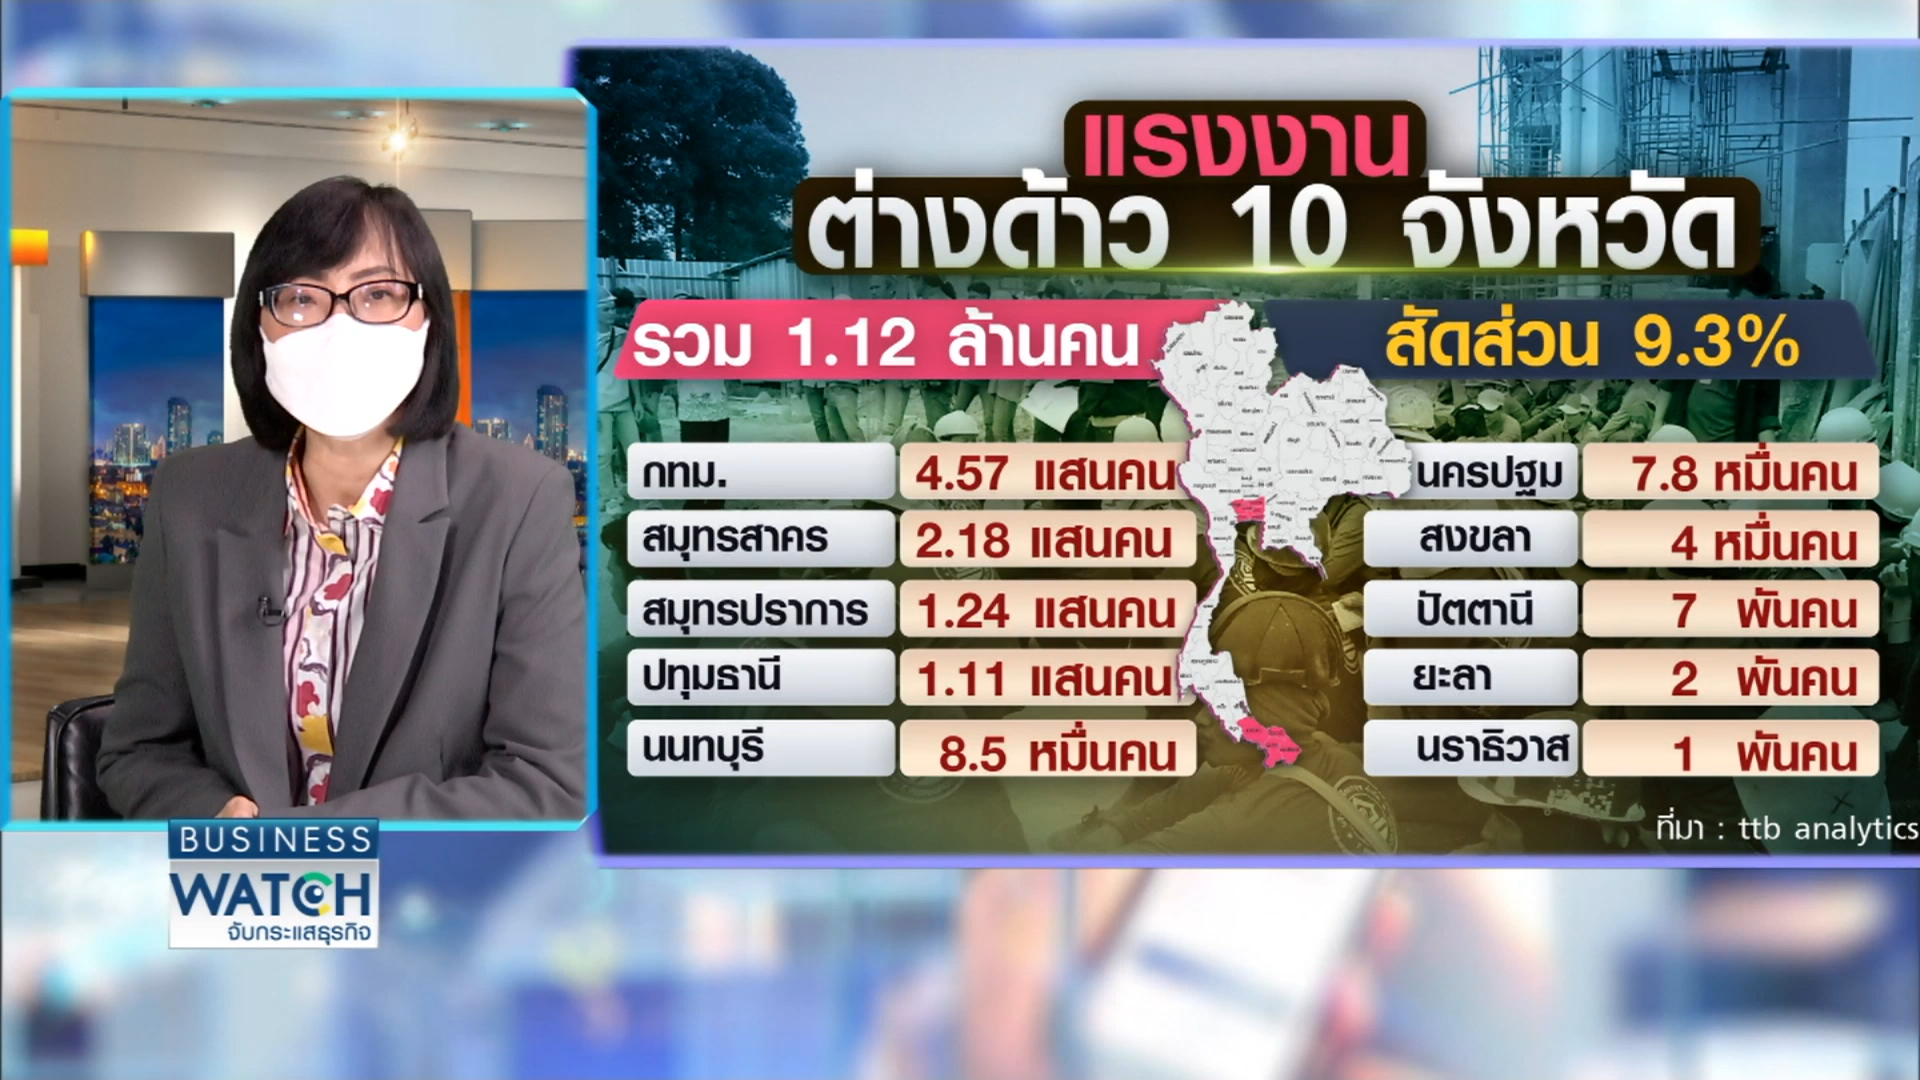 แรงงาน
ต่างด้าว 10 จังหวัด
รวม 1.12 ล้านคน
สัดส่วน 9.3%
กทม. 4.57 แสนคน
สมุทรสาคร 2.18 แสนคน
สมุทรปราการ 1.24 แสนคน
ปทุมธานี 1.11 แสนคน
นนทบุรี 8.5 หมื่นคน
นครปฐม 7.8 หมื่นคน
สงขลา 4 หมื่นคน
ปัตตานี 7 พันคน
ยะลา 2 พันคน
นราธิวาส 1 พันคน
ที่มา : ttb analytics
BUSINESS
WATCH
จับกระแสธุรกิจ